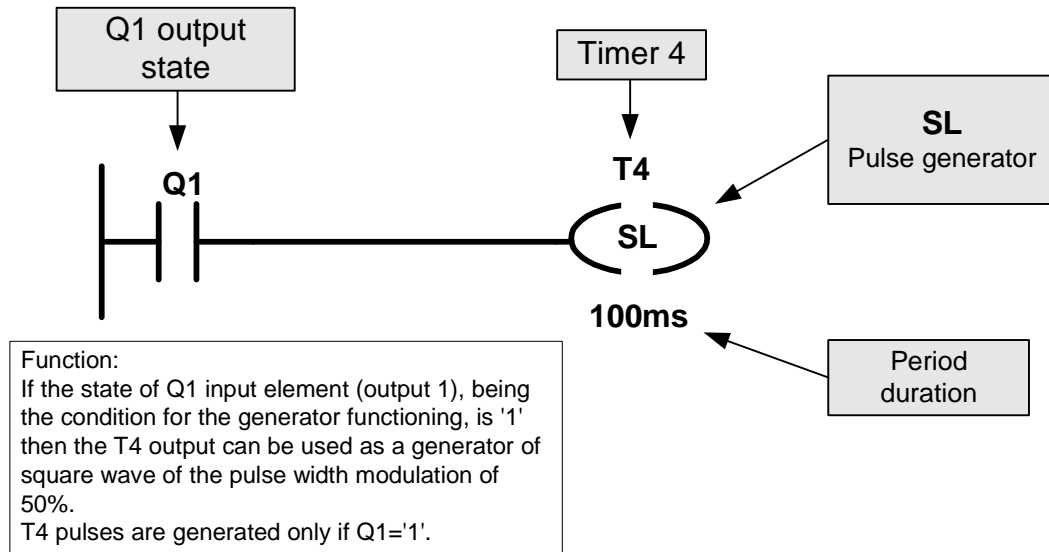 Q1 output
state
Timer 4
SL
Pulse generator
T4
Q1
SL
100ms
Period
duration
Function:
If the state of Q1 input element (output 1), being
the condition for the generator functioning, is '1'
then the T4 output can be used as a generator of
square wave of the pulse width modulation of
50%.
T4 pulses are generated only if Q1='1'.